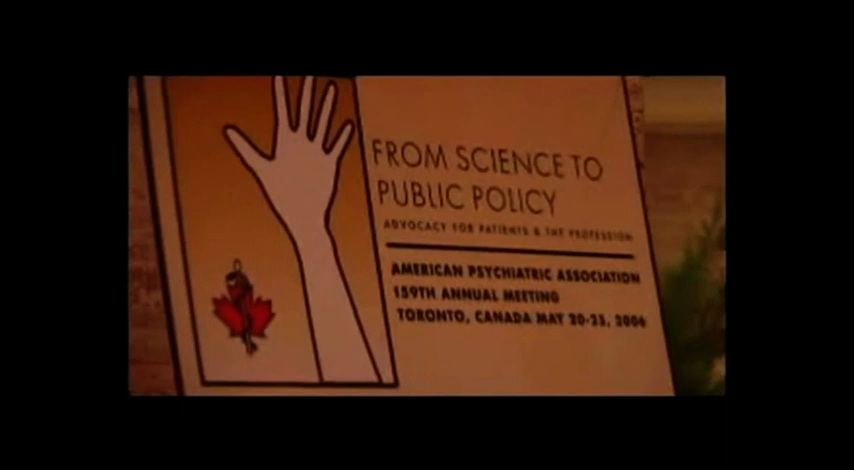 FROM SCIENCE TO
PUBLIC POLICY
ADVOCACY FOR PATIENTS & THE PROFESSION
AMERICAN PSYCHIATRIC ASSOCIATION
159TH ANNUAL MEETING
TORONTO, CANADA MAY 20-25, 2006